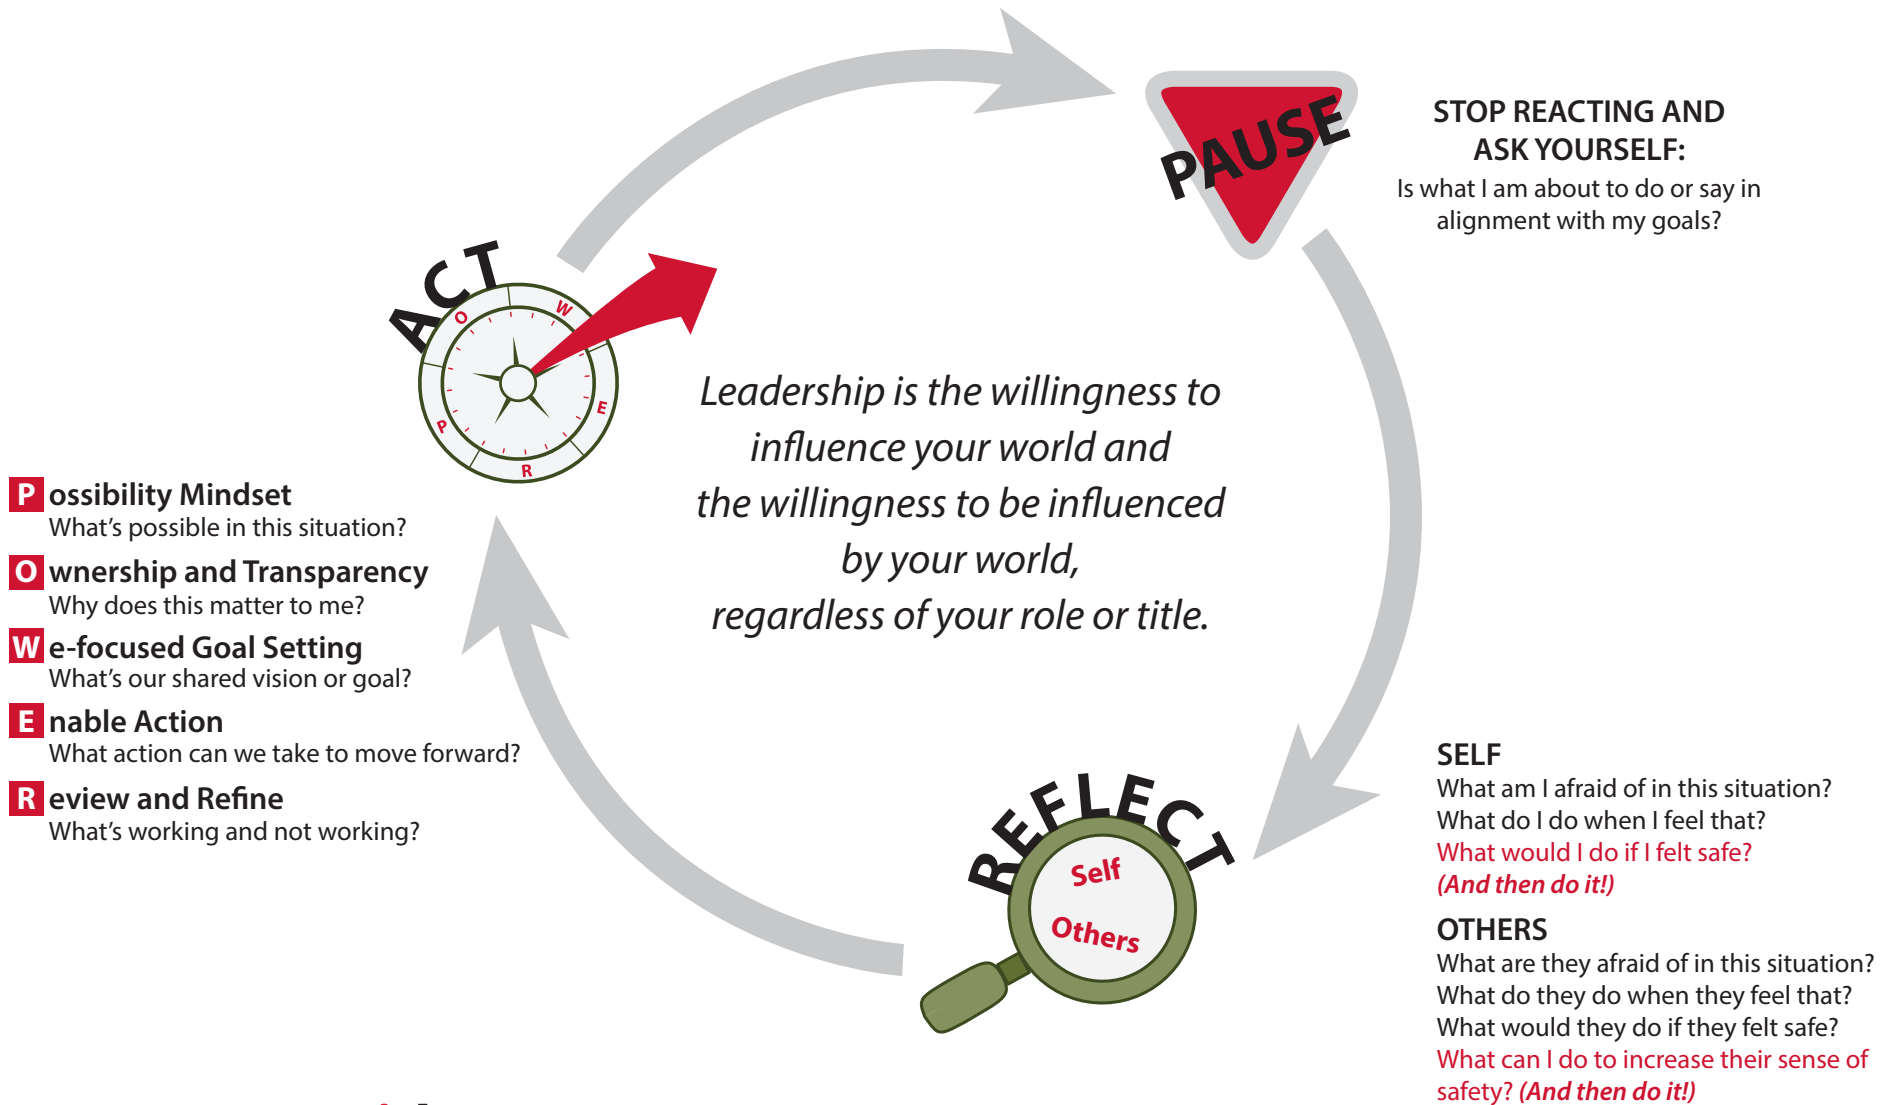 PAUSE
STOP REACTING AND
ASK YOURSELF:
Is what I am about to do or say in
alignment with my goals?
ACT
O
W
E
R
P
Leadership is the willingness to
influence your world and
the willingness to be influenced
by your world,
regardless of your role or title.
Possibility Mindset
What's possible in this situation?
Ownership and Transparency
Why does this matter to me?
We-focused Goal Setting
What's our shared vision or goal?
Enable Action
What action can we take to move forward?
Review and Refine
What's working and not working?
REFLECT
Self
Others
SELF
What am I afraid of in this situation?
What do I do when I feel that?
What would I do if I felt safe?
(And then do it!)
OTHERS
What are they afraid of in this situation?
What do they do when they feel that?
What would they do if they felt safe?
What can I do to increase their sense of
safety? (And then do it!)